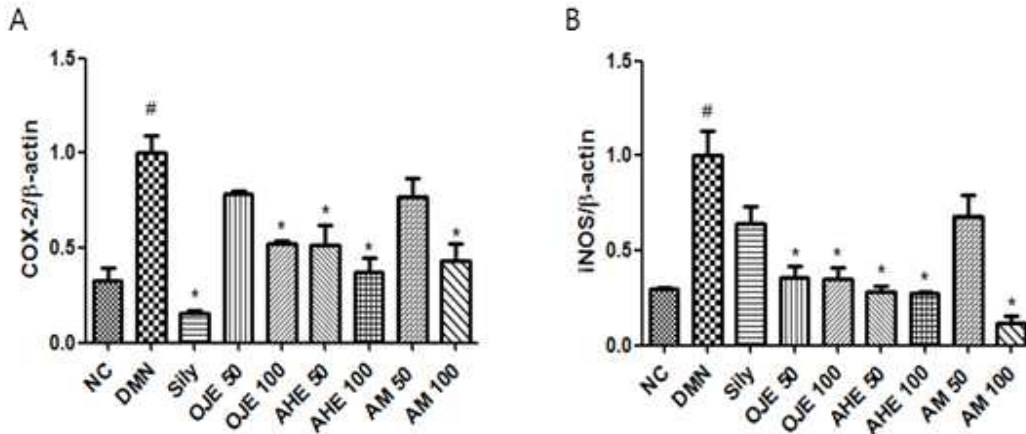 A
COX-2/β-actin
1.5
1.0
0.5
0.0
#
*
*
*
*
*
NC
DMN
Sily
OJE 50
OJE 100
AHE 50
AHE 100
AM 50
AM 100
B
iNOS/β-actin
1.5
1.0
0.5
0.0
#
*
*
*
*
*
NC
DMN
Sily
OJE 50
OJE 100
AHE 50
AHE 100
AM 50
AM 100